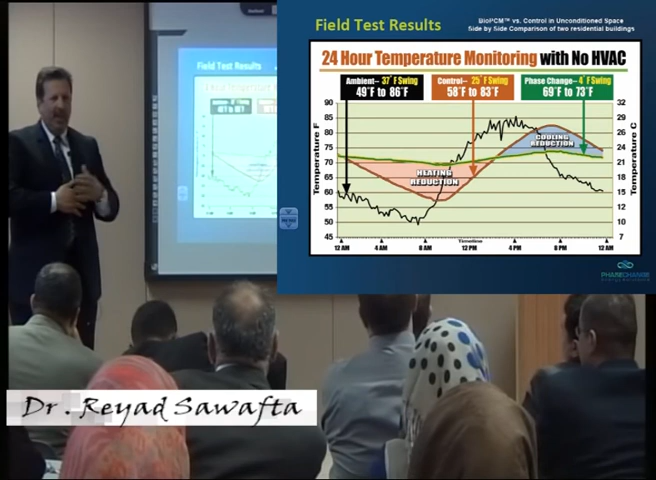 Field Test Results
BioPCM™ vs. Control in Unconditioned Space
Side by Side Comparison of two residential buildings
24 Hour Temperature Monitoring with No HVAC
Ambient– 37°F Swing
49°F to 86°F
Control– 25°F Swing
58°F to 83°F
Phase Change– 4°F Swing
69°F to 73°F
Temperature F
90
85
80
75
70
65
60
55
50
45
32
29
26
24
21
18
15
12
10
7
Temperature C
HEATING
REDUCTION
COOLING
REDUCTION
Timeline
12 AM
4 AM
8 AM
12 PM
4 PM
8 PM
12 AM
PHASECHANGE
Field Test Results
Dr. Reyad Sawafta